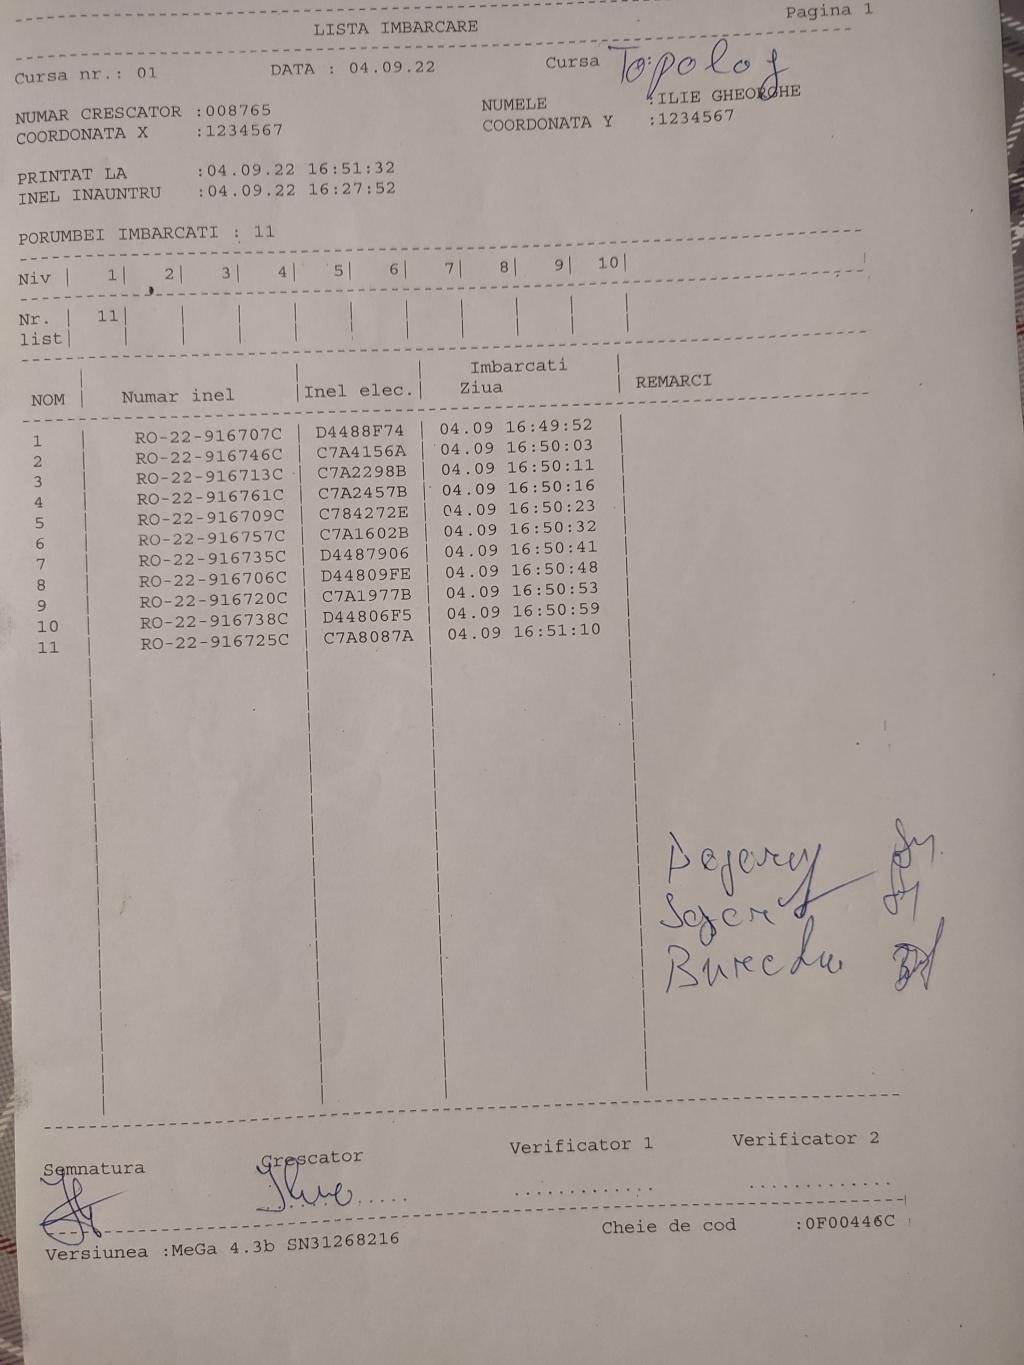 Pagina 1
LISTA IMBARCARE
Cursa nr.: 01 DATA : 04.09.22 Cursa : Topolog
NUMAR CRESCATOR :008765 NUMELE :ILIE GHEORGHE
COORDONATA X :1234567 COORDONATA Y :1234567
PRINTAT LA :04.09.22 16:51:32
INEL INAUNTRU :04.09.22 16:27:52
PORUMBEI IMBARCATI : 11
Niv | 1| 2| 3| 4| 5| 6| 7| 8| 9| 10|
Nr. | 11| | | | | | | | | |
list| | | | | | | | | | |
Imbarcati
NOM | Numar inel | Inel elec.| Ziua | REMARCI
1 | RO-22-916707C | D4488F74 | 04.09 16:49:52 |
2 | RO-22-916746C | C7A4156A | 04.09 16:50:03 |
3 | RO-22-916713C | C7A2298B | 04.09 16:50:11 |
4 | RO-22-916761C | C7A2457B | 04.09 16:50:16 |
5 | RO-22-916709C | C784272E | 04.09 16:50:23 |
6 | RO-22-916757C | C7A1602B | 04.09 16:50:32 |
7 | RO-22-916735C | D4487906 | 04.09 16:50:41 |
8 | RO-22-916706C | D44809FE | 04.09 16:50:48 |
9 | RO-22-916720C | C7A1977B | 04.09 16:50:53 |
10 | RO-22-916738C | D44806F5 | 04.09 16:50:59 |
11 | RO-22-916725C | C7A8087A | 04.09 16:51:10 |
Semnatura Crescator Verificator 1 Verificator 2
Versiunea :MeGa 4.3b SN31268216 Cheie de cod :0F00446C